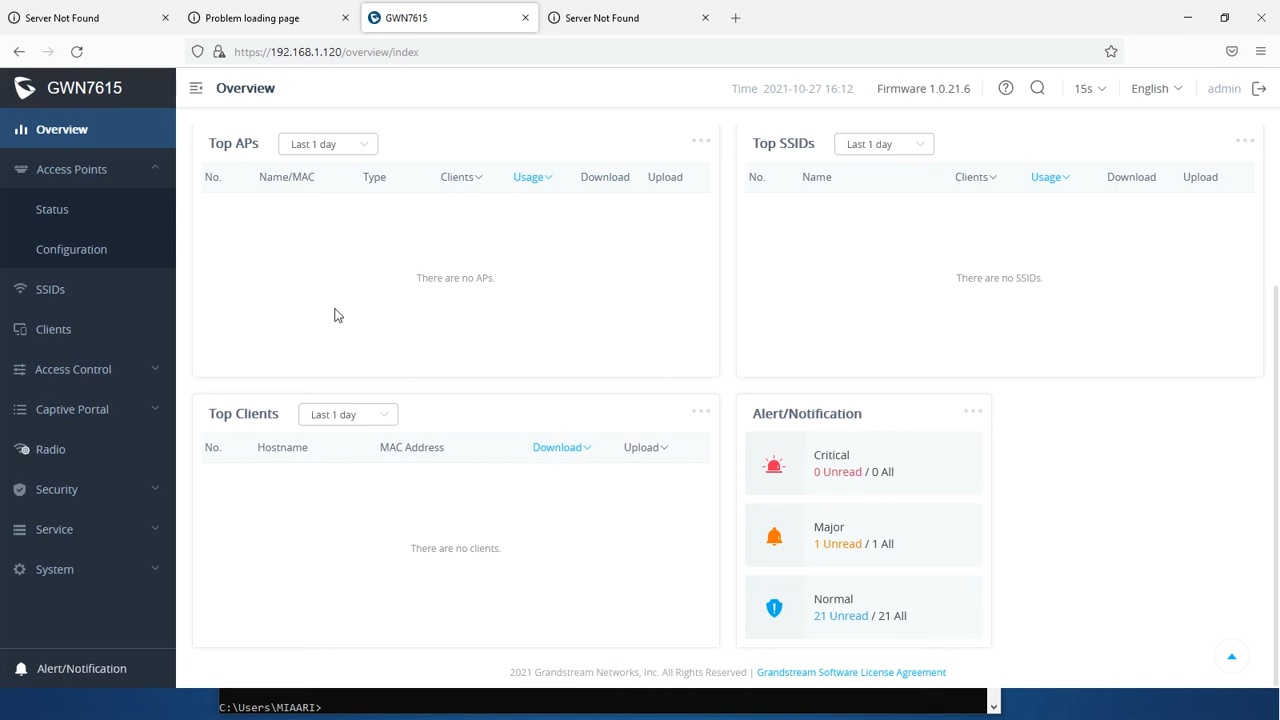 Server Not Found
Problem loading page
GWN7615
Server Not Found
https://192.168.1.120/overview/index
GWN7615
Overview
Time 2021-10-27 16:12
Firmware 1.0.21.6
15s
English
admin
Overview
Access Points
Status
Configuration
SSIDs
Clients
Access Control
Captive Portal
Radio
Security
Service
System
Alert/Notification
Top APs
Last 1 day
No. Name/MAC Type Clients Usage Download Upload
There are no APs.
Top SSIDs
Last 1 day
No. Name Clients Usage Download Upload
There are no SSIDs.
Top Clients
Last 1 day
No. Hostname MAC Address Download Upload
There are no clients.
Alert/Notification
Critical
0 Unread / 0 All
Major
1 Unread / 1 All
Normal
21 Unread / 21 All
2021 Grandstream Networks, Inc. All Rights Reserved | Grandstream Software License Agreement
C:\Users\MIAARI>